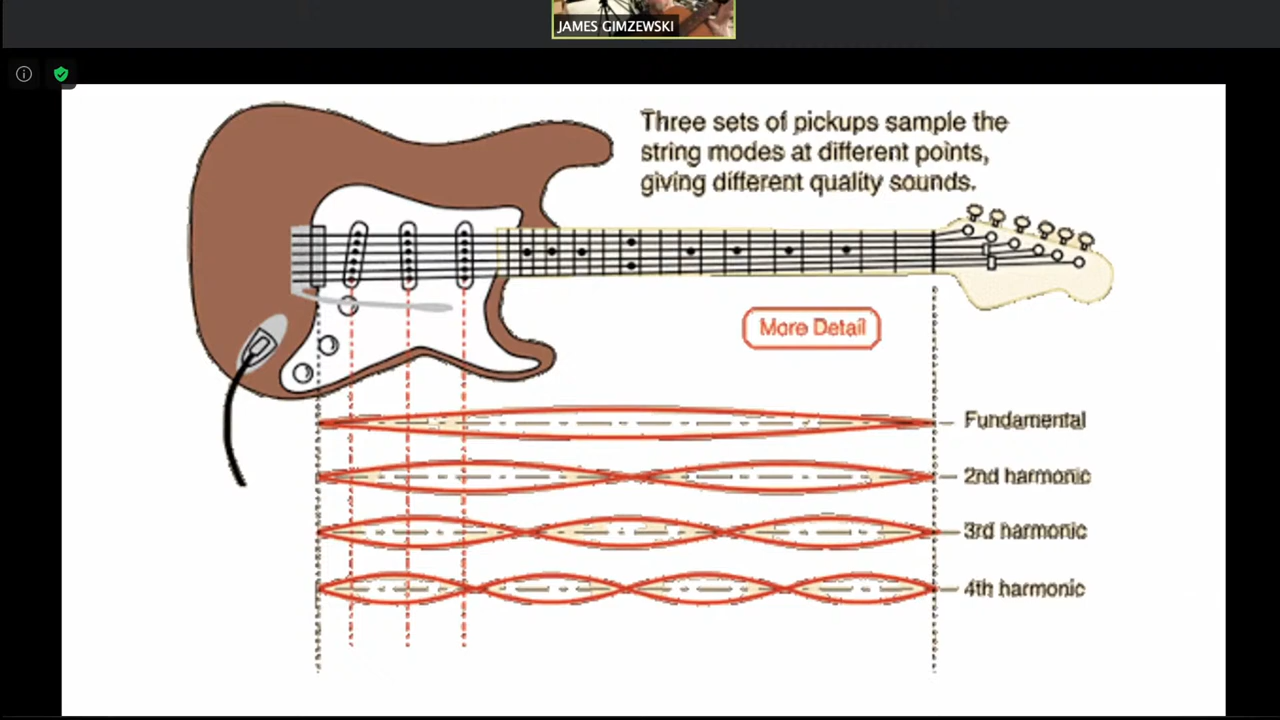 JAMES GIMZEWSKI
Three sets of pickups sample the
string modes at different points,
giving different quality sounds.
More Detail
Fundamental
2nd harmonic
3rd harmonic
4th harmonic